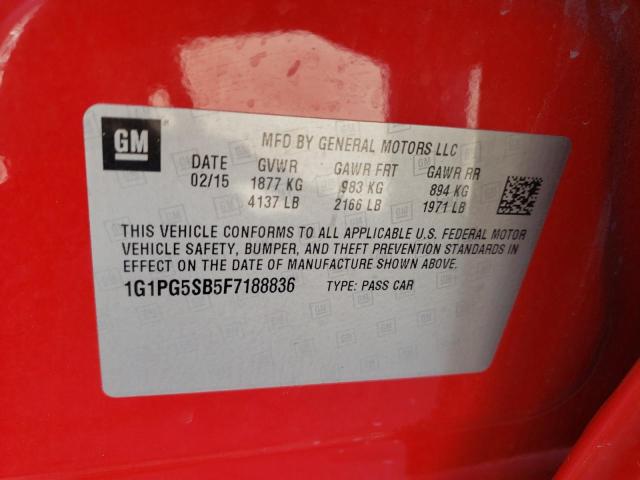 GM
MFD BY GENERAL MOTORS LLC
DATE GVWR GAWR FRT GAWR RR
02/15 1877 KG 983 KG 894 KG
4137 LB 2166 LB 1971 LB
THIS VEHICLE CONFORMS TO ALL APPLICABLE U.S. FEDERAL MOTOR
VEHICLE SAFETY, BUMPER, AND THEFT PREVENTION STANDARDS IN
EFFECT ON THE DATE OF MANUFACTURE SHOWN ABOVE.
1G1PG5SB5F7188836 TYPE: PASS CAR